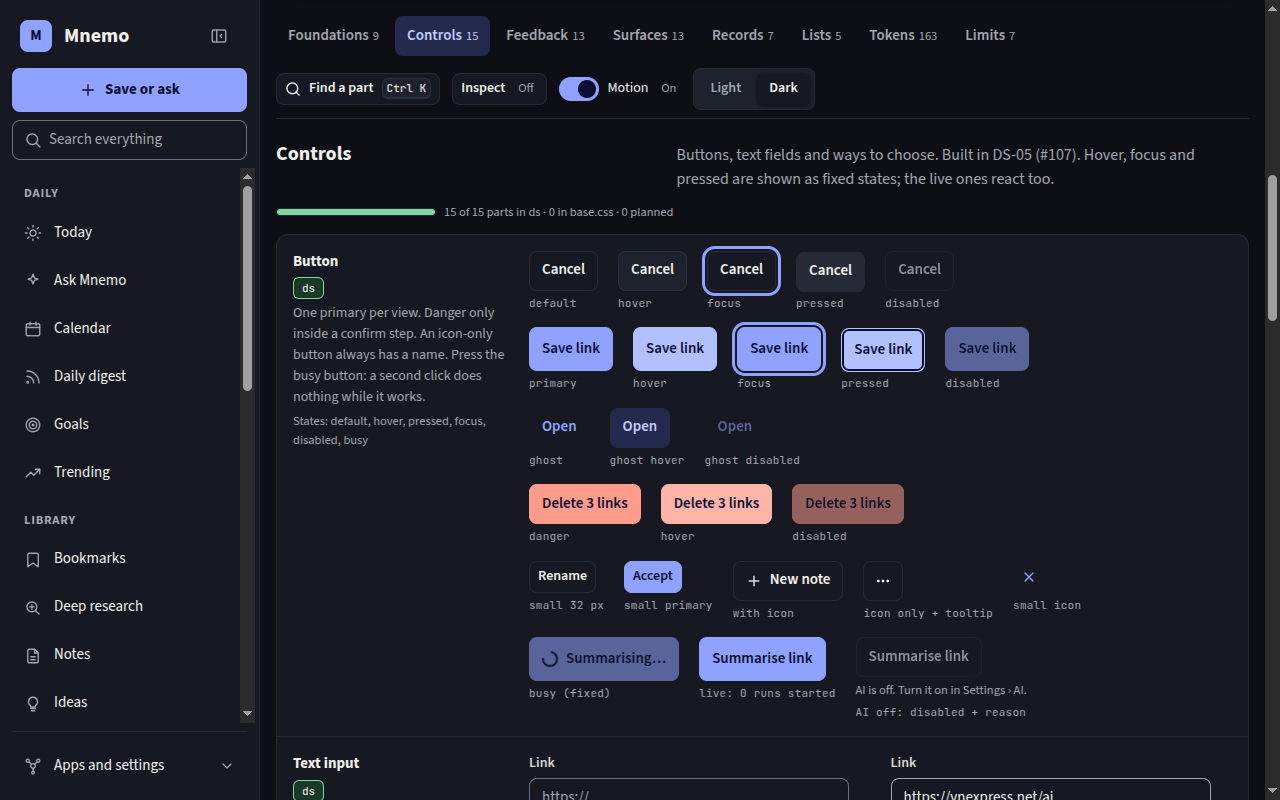 M Mnemo
Save or ask
Search everything
DAILY
Today
Ask Mnemo
Calendar
Daily digest
Goals
Trending
LIBRARY
Bookmarks
Deep research
Notes
Ideas
Apps and settings
Foundations 9 Controls 15 Feedback 13 Surfaces 13 Records 7 Lists 5 Tokens 163 Limits 7
Find a part Ctrl K Inspect Off Motion On Light Dark
Controls
Buttons, text fields and ways to choose. Built in DS-05 (#107). Hover, focus and
pressed are shown as fixed states; the live ones react too.
15 of 15 parts in ds · 0 in base.css · 0 planned
Button
ds
One primary per view. Danger only
inside a confirm step. An icon-only
button always has a name. Press the
busy button: a second click does
nothing while it works.
States: default, hover, pressed, focus,
disabled, busy
Cancel Cancel Cancel Cancel Cancel
default hover focus pressed disabled
Save link Save link Save link Save link Save link
primary hover focus pressed disabled
Open Open Open
ghost ghost hover ghost disabled
Delete 3 links Delete 3 links Delete 3 links
danger hover disabled
Rename Accept New note
small 32 px small primary with icon icon only + tooltip small icon
Summarising… Summarise link Summarise link
busy (fixed) live: 0 runs started
AI is off. Turn it on in Settings › AI.
AI off: disabled + reason
Text input
ds
Link Link
https:// https://vnexpress.net/ai